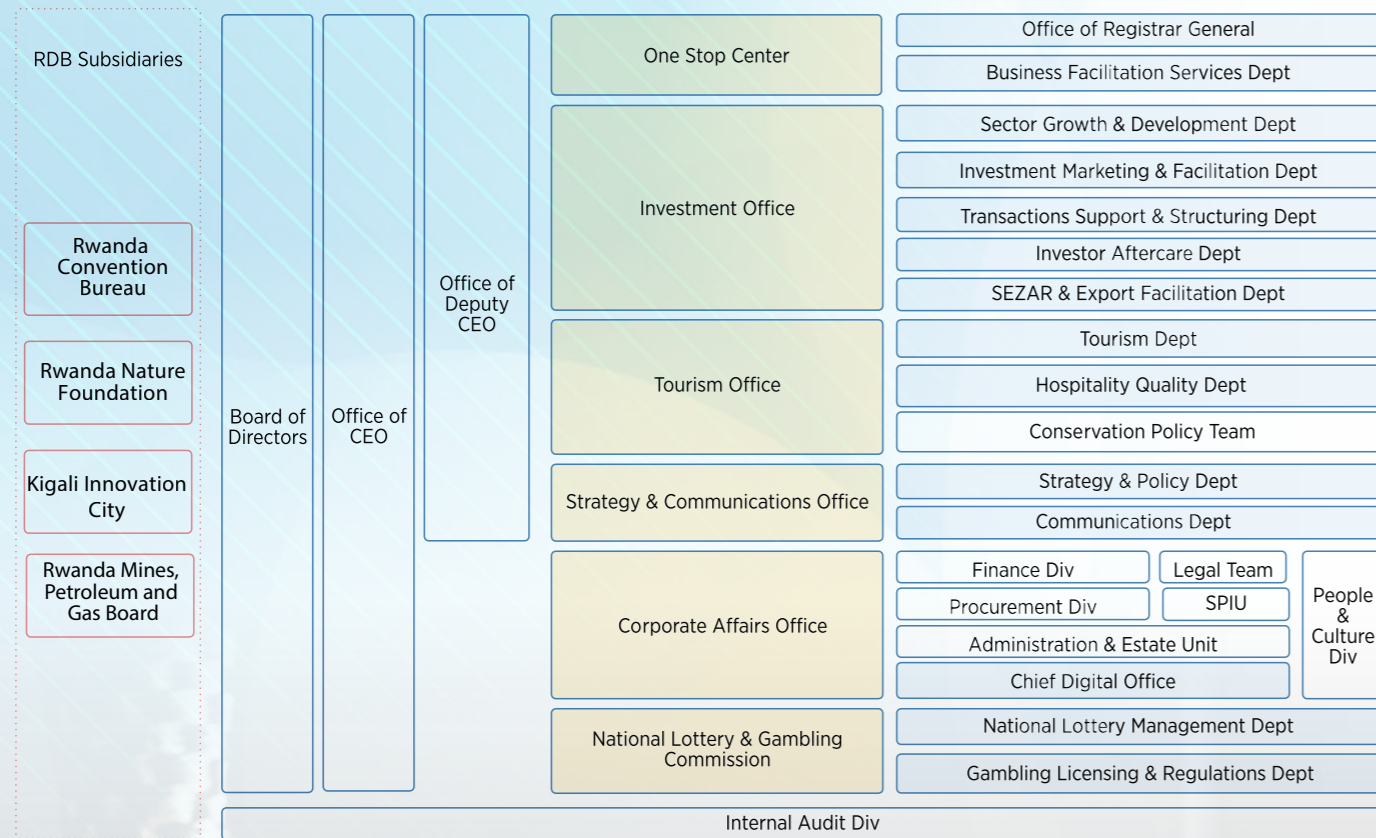 RDB Subsidiaries
Rwanda
Convention
Bureau
Rwanda Nature
Foundation
Kigali Innovation
City
Rwanda Mines,
Petroleum and
Gas Board
Board of
Directors
Office of
CEO
Office of
Deputy
CEO
One Stop Center
Office of Registrar General
Business Facilitation Services Dept
Investment Office
Sector Growth & Development Dept
Investment Marketing & Facilitation Dept
Transactions Support & Structuring Dept
Investor Aftercare Dept
SEZAR & Export Facilitation Dept
Tourism Office
Tourism Dept
Hospitality Quality Dept
Conservation Policy Team
Strategy & Communications Office
Strategy & Policy Dept
Communications Dept
Corporate Affairs Office
Finance Div
Legal Team
Procurement Div
SPIU
Administration & Estate Unit
Chief Digital Office
People
&
Culture
Div
National Lottery & Gambling
Commission
National Lottery Management Dept
Gambling Licensing & Regulations Dept
Internal Audit Div